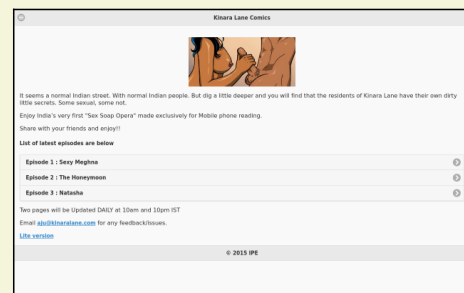 Kinara Lane Comics
It seems a normal Indian street. With normal Indian people. But dig a little deeper and you will find that the residents of Kinara Lane have their own dirty
little secrets. Some sexual, some not.
Enjoy India's very first "Sex Soap Opera" made exclusively for Mobile phone reading.
Share with your friends and enjoy!!
List of latest episodes are below
Episode 1 : Sexy Meghna
Episode 2 : The Honeymoon
Episode 3 : Natasha
Two pages will be Updated DAILY at 10am and 10pm IST
Email aju@kinaralane.com for any feedback/issues.
Lite version
© 2015 IPE